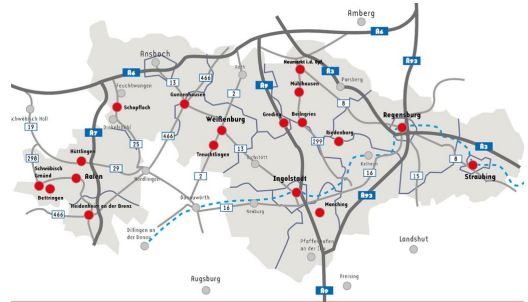 Amberg
A6
Ansbach
A6
466
13
Neumarkt i.d. Opf.
A3
A93
Roth
A9
Mühlhausen
Parsberg
Feuchtwangen
2
Gunzenhausen
8
Schopfloch
Schwäbisch Hall
19
Dinkelsbühl
Weißenburg
Greding
Beilngries
Regensburg
A7
25
466
Riedenburg
299
A3
298
Hüttlingen
Treuchtlingen
13
Eichstätt
Kelheim
8
Schwäbisch
Gmünd
29
Aalen
Nördlingen
2
Ingolstadt
16
15
Straubing
Bettringen
Donauwörth
A93
466
Heidenheim an der Brenz
16
Neuburg
Manching
Dillingen
an der Donau
Pfaffenhofen
an der Ilm
Landshut
Augsburg
Freising
A9